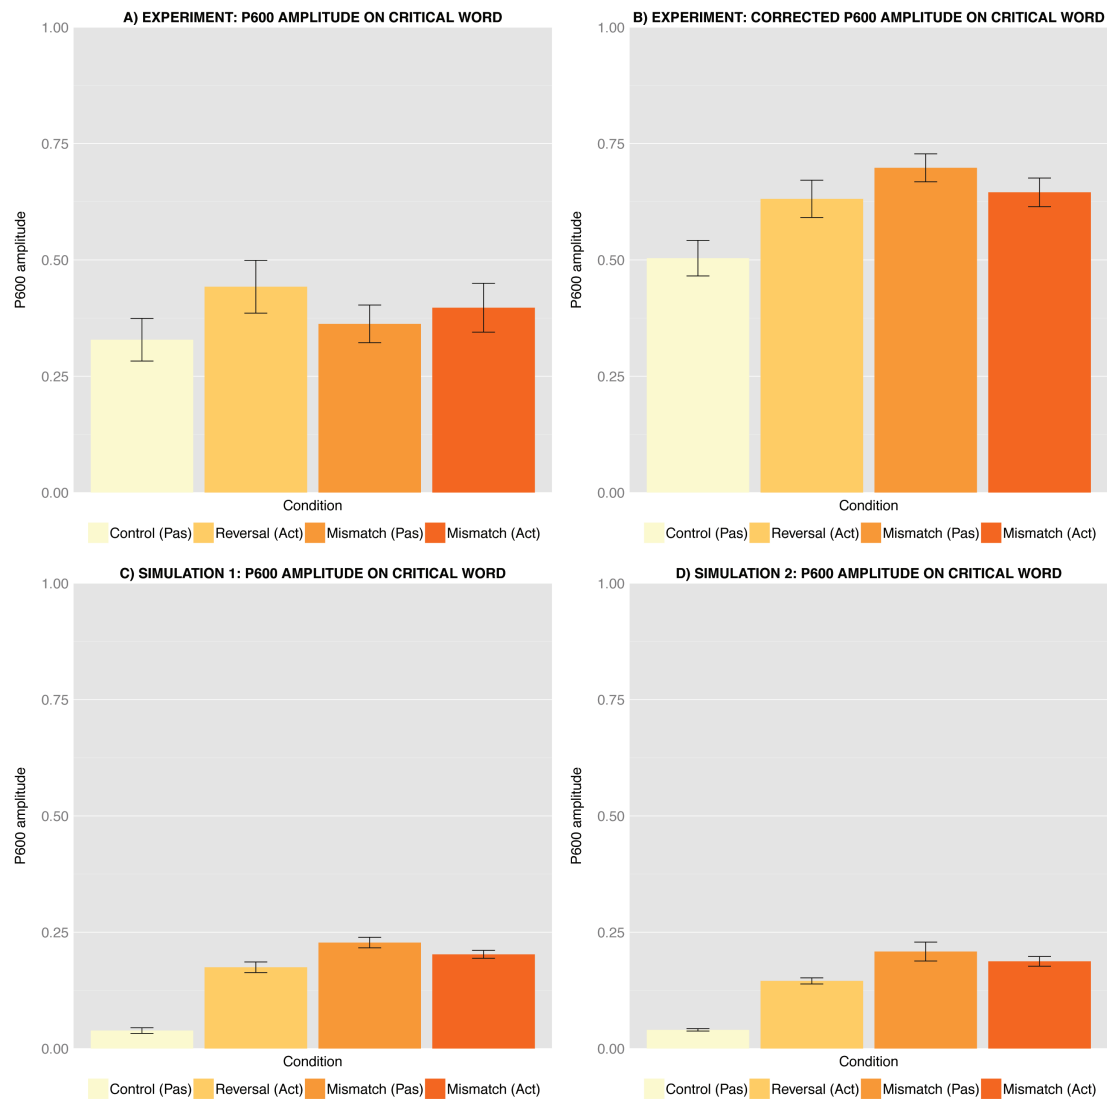 A) EXPERIMENT: P600 AMPLITUDE ON CRITICAL WORD
1.00
0.75
0.50
0.25
0.00
P600 amplitude
Condition
Control (Pas) Reversal (Act) Mismatch (Pas) Mismatch (Act)
B) EXPERIMENT: CORRECTED P600 AMPLITUDE ON CRITICAL WORD
1.00
0.75
0.50
0.25
0.00
P600 amplitude
Condition
Control (Pas) Reversal (Act) Mismatch (Pas) Mismatch (Act)
C) SIMULATION 1: P600 AMPLITUDE ON CRITICAL WORD
1.00
0.75
0.50
0.25
0.00
P600 amplitude
Condition
Control (Pas) Reversal (Act) Mismatch (Pas) Mismatch (Act)
D) SIMULATION 2: P600 AMPLITUDE ON CRITICAL WORD
1.00
0.75
0.50
0.25
0.00
P600 amplitude
Condition
Control (Pas) Reversal (Act) Mismatch (Pas) Mismatch (Act)